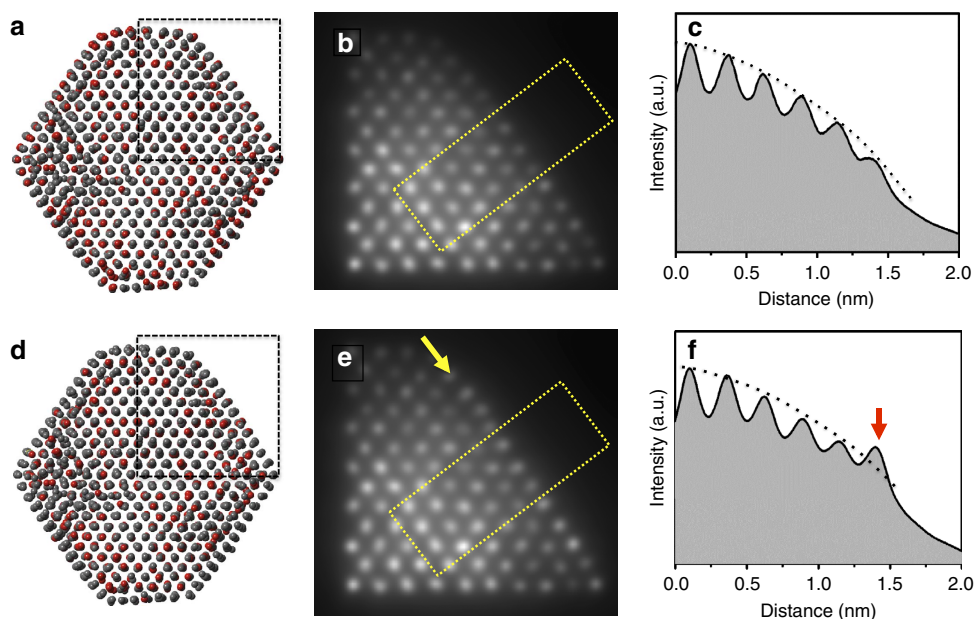 a
b
c
Intensity (a.u.)
0.0 0.5 1.0 1.5 2.0
Distance (nm)
d
e
f
Intensity (a.u.)
0.0 0.5 1.0 1.5 2.0
Distance (nm)